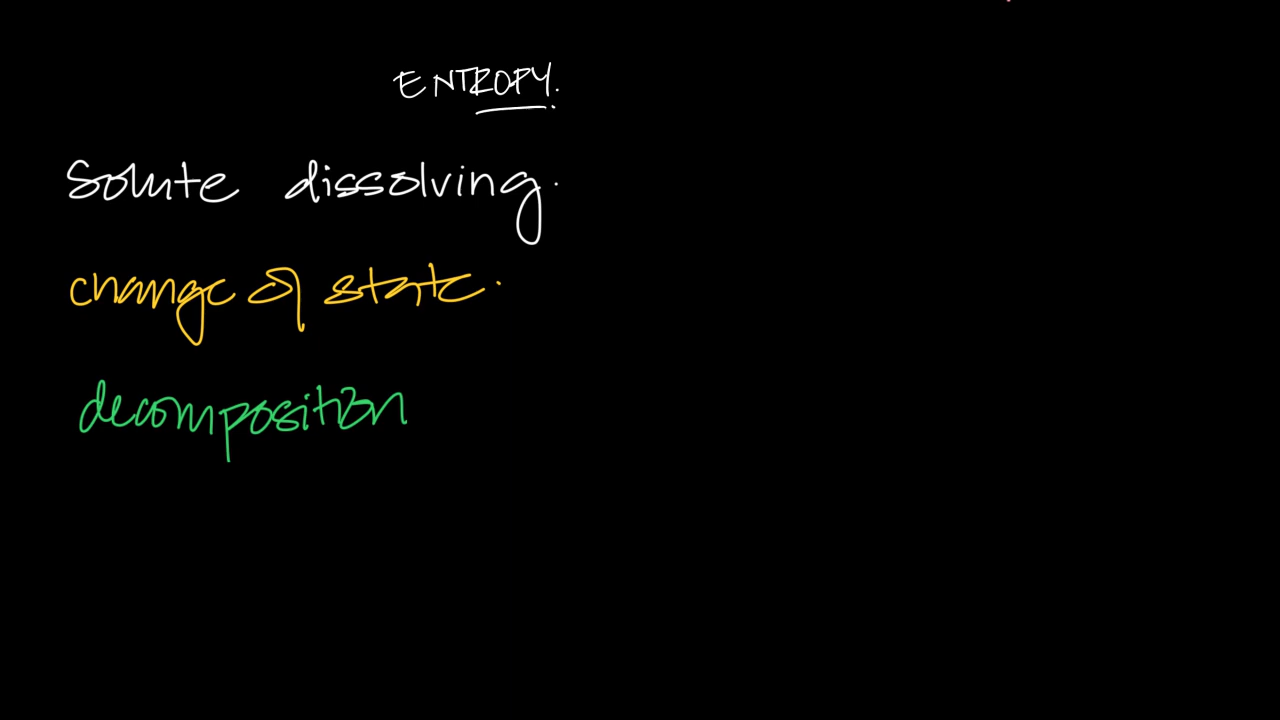 ENTROPY.
Solute dissolving.
change of state.
decomposition